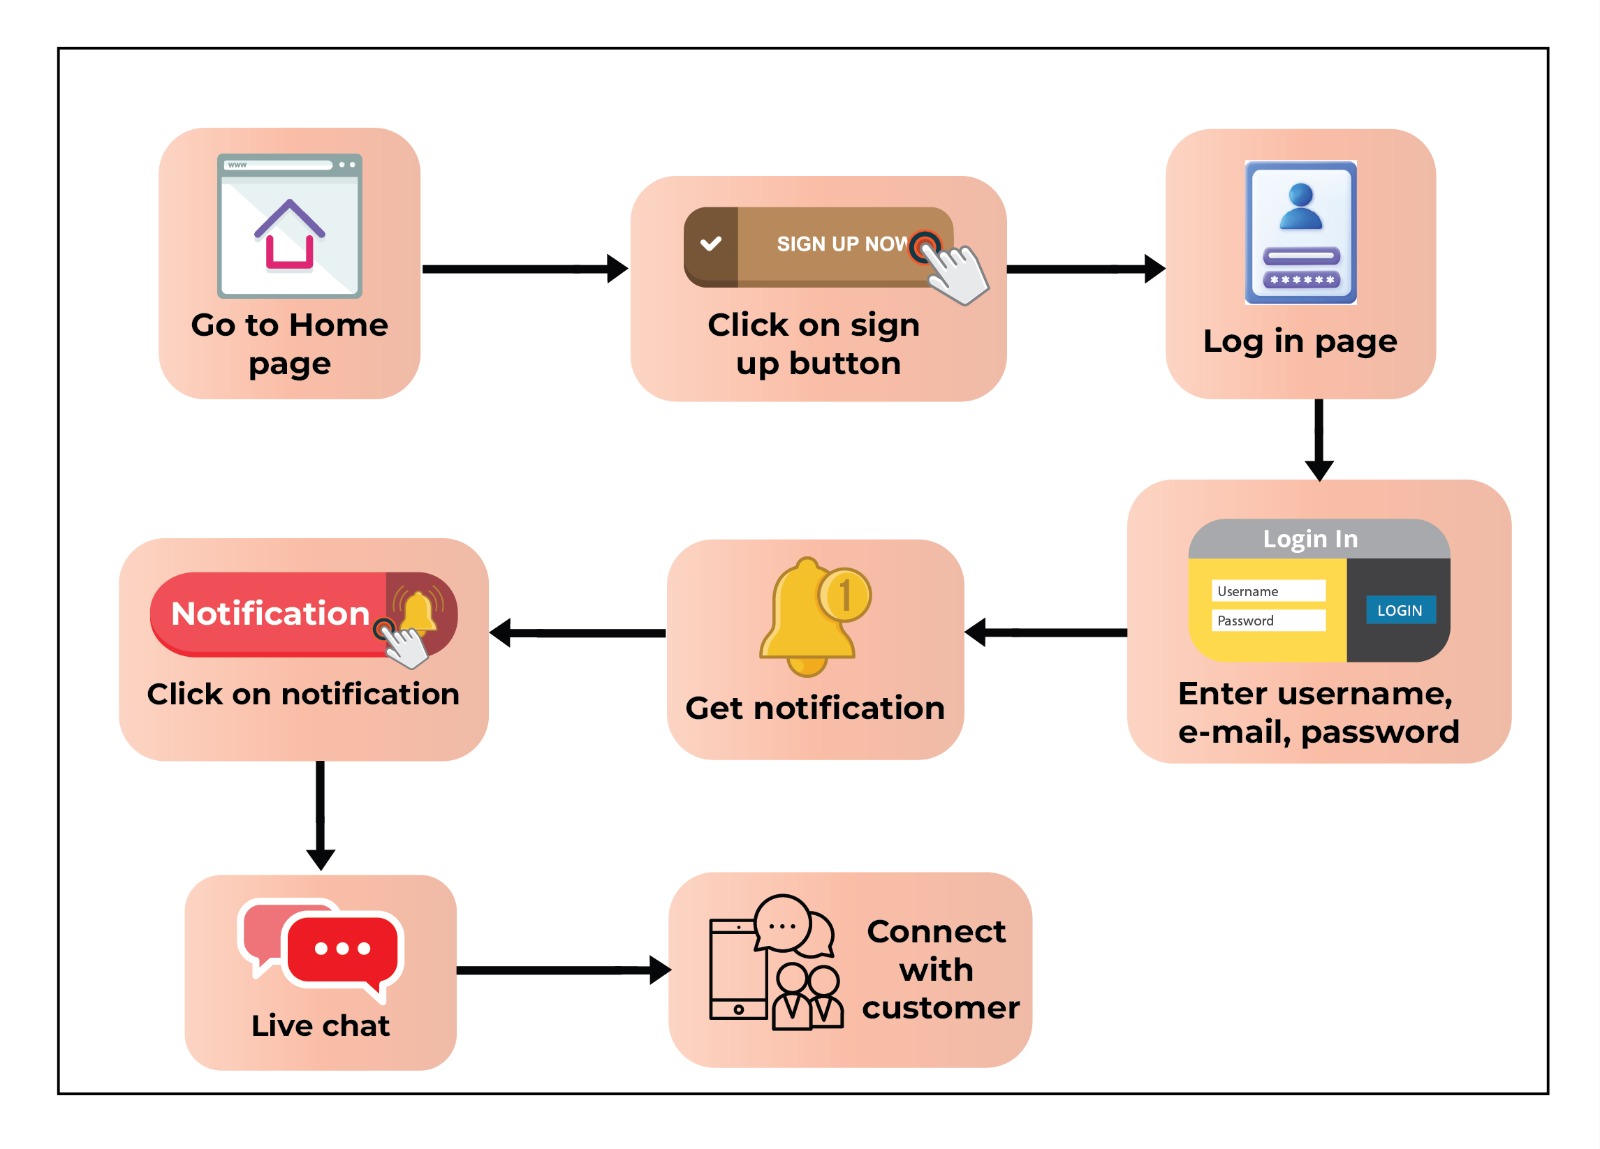 www
Go to Home
page
SIGN UP NOW
Click on sign
up button
******
Log in page
Login In
Username
Password
LOGIN
Enter username,
e-mail, password
1
Get notification
Notification
Click on notification
Live chat
Connect
with
customer